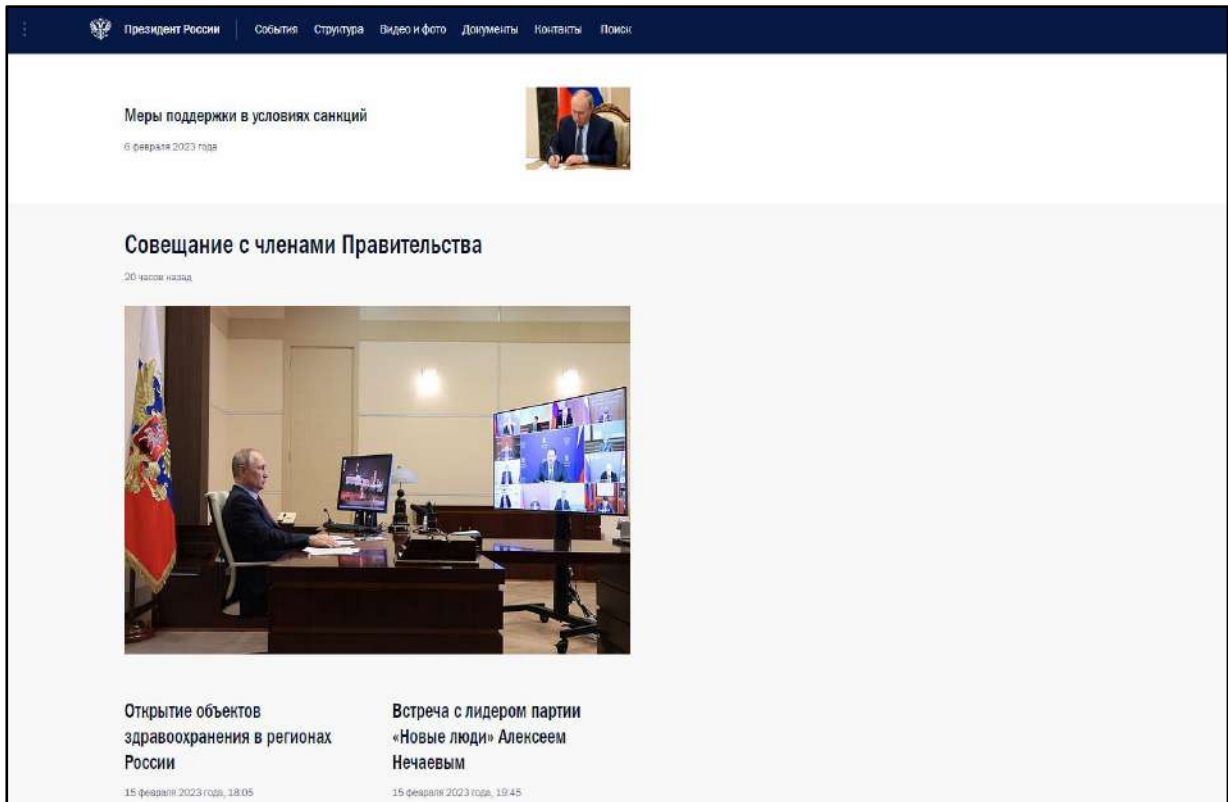 Президент России События Структура Видео и фото Документы Контакты Поиск
Меры поддержки в условиях санкций
6 февраля 2023 года
Совещание с членами Правительства
20 часов назад
Открытие объектов
здравоохранения в регионах
России
15 февраля 2023 года, 18:05
Встреча с лидером партии
«Новые люди» Алексеем
Нечаевым
15 февраля 2023 года, 19:45